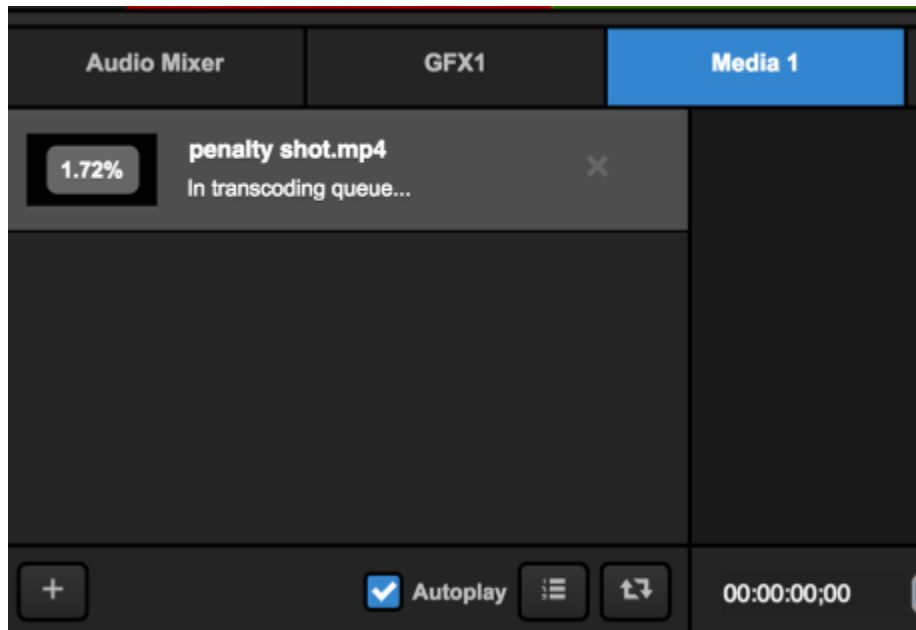 Audio Mixer
GFX1
Media 1
1.72%
penalty shot.mp4
In transcoding queue...
Autoplay
00:00:00;00